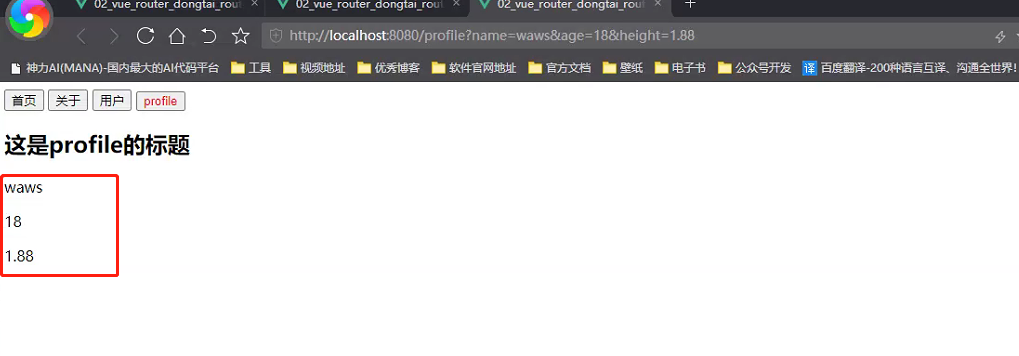 02_vue_router_dongtai_rout
02_vue_router_dongtai_rout
02_vue_router_dongtai_rout
http://localhost:8080/profile?name=waws&age=18&height=1.88
神力AI(MANA)-国内最大的AI代码平台 工具 视频地址 优秀博客 软件官网地址 官方文档 壁纸 电子书 公众号开发 译 百度翻译-200种语言互译、沟通全世界!
首页 关于 用户 profile
这是profile的标题
waws
18
1.88